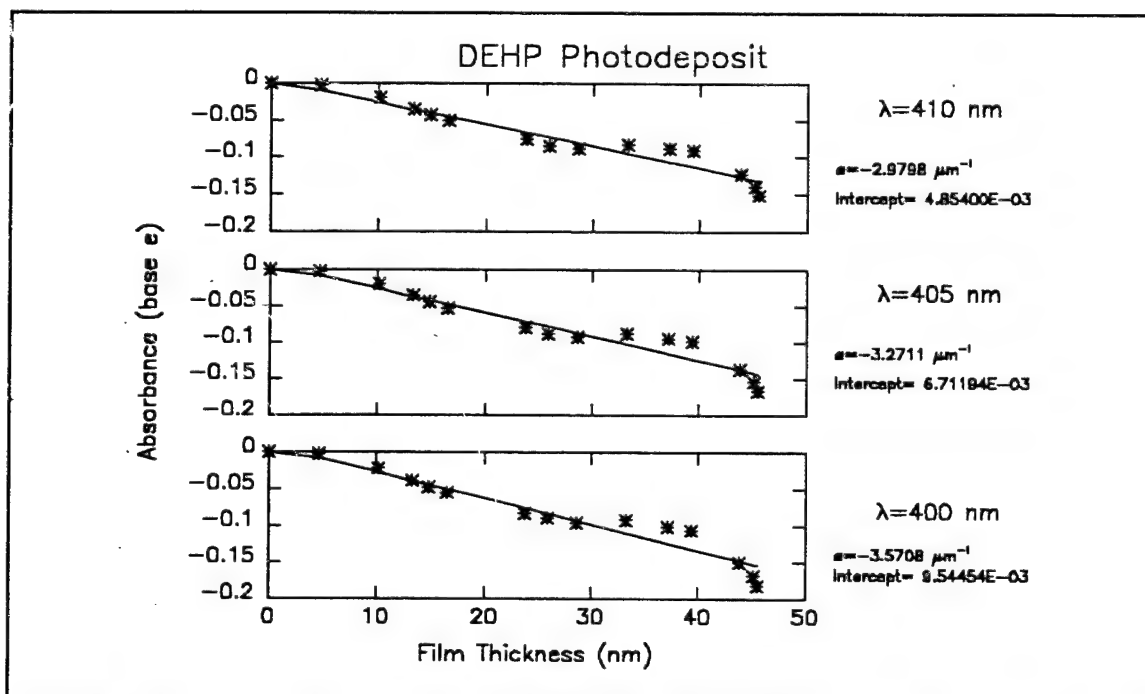 DEHP Photodeposit
0
−0.05
−0.1
−0.15
−0.2
λ=410 nm
a=−2.9798 μm⁻¹
Intercept= 4.85400E−03
0
−0.05
−0.1
−0.15
−0.2
λ=405 nm
a=−3.2711 μm⁻¹
Intercept= 6.71194E−03
0
−0.05
−0.1
−0.15
−0.2
λ=400 nm
a=−3.5708 μm⁻¹
Intercept= 9.54454E−03
Absorbance (base e)
0 10 20 30 40 50
Film Thickness (nm)